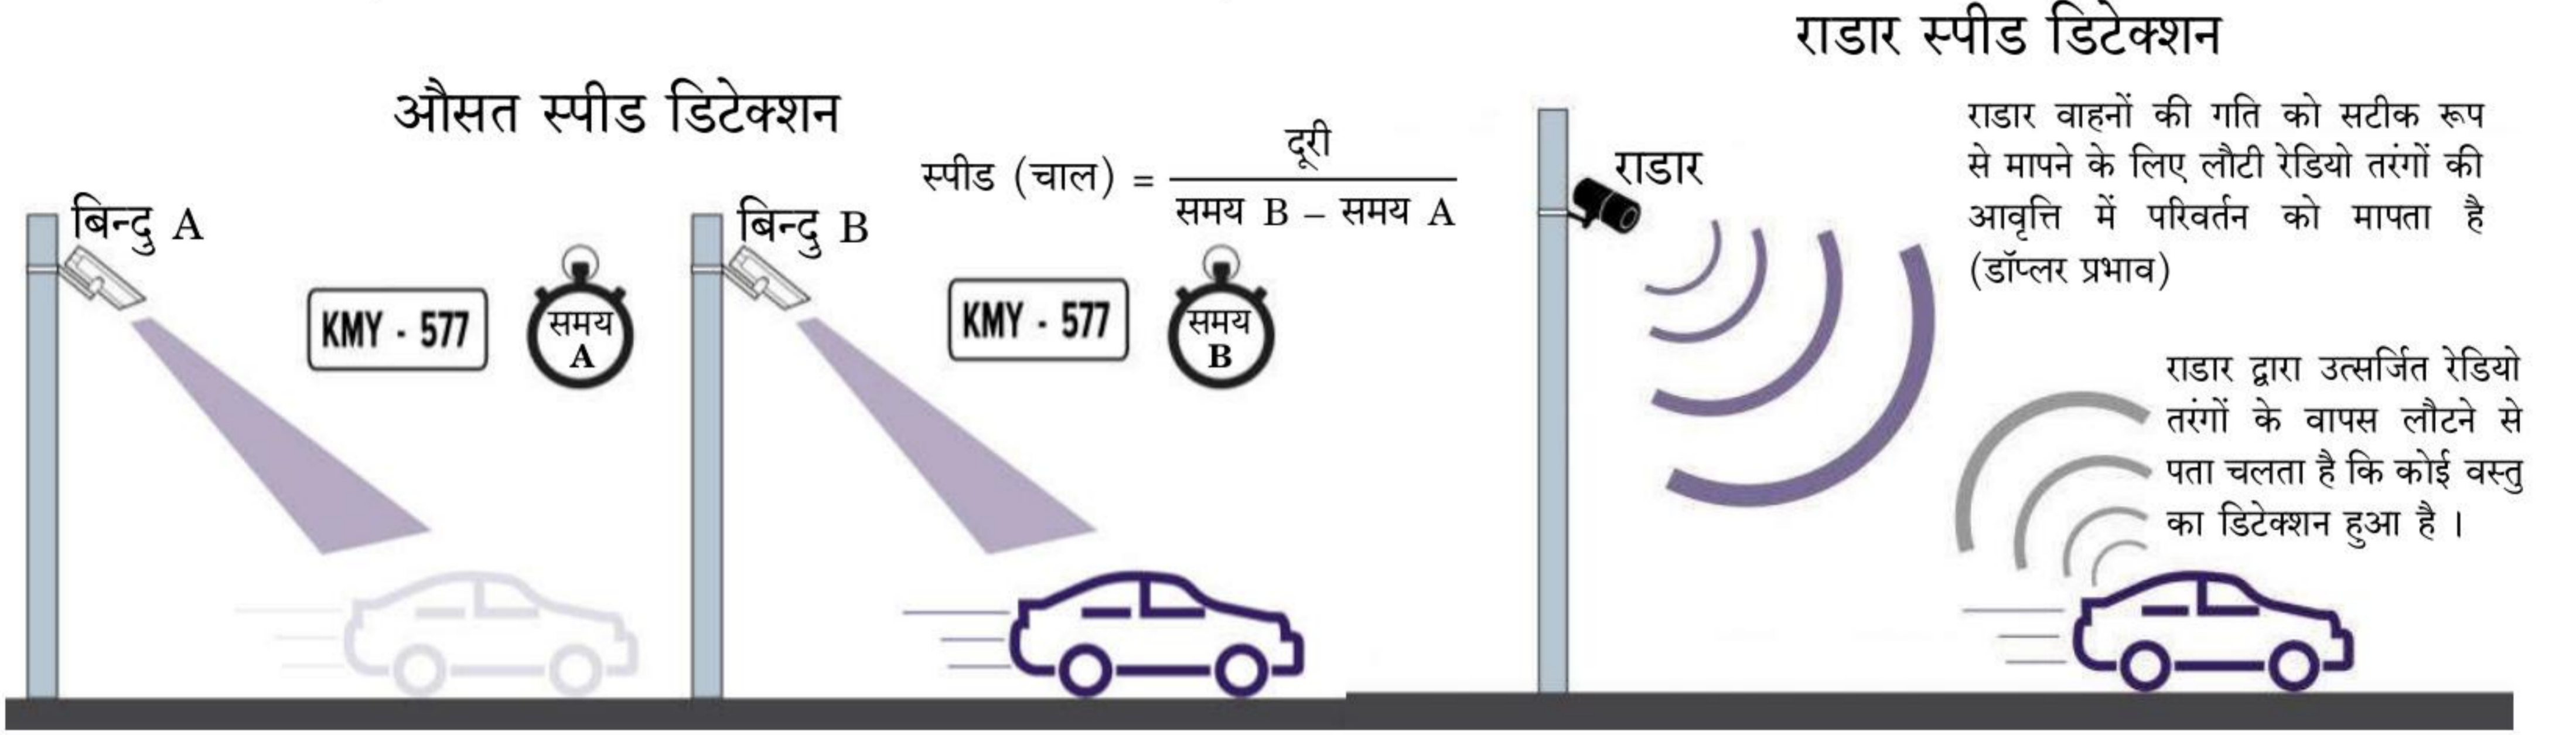 औसत स्पीड डिटेक्शन
बिन्दु A
KMY - 577
समय
A
बिन्दु B
स्पीड (चाल) = दूरी / समय B – समय A
KMY - 577
समय
B
राडार स्पीड डिटेक्शन
राडार
राडार वाहनों की गति को सटीक रूप
से मापने के लिए लौटी रेडियो तरंगों की
आवृत्ति में परिवर्तन को मापता है
(डॉप्लर प्रभाव)
राडार द्वारा उत्सर्जित रेडियो
तरंगों के वापस लौटने से
पता चलता है कि कोई वस्तु
का डिटेक्शन हुआ है ।